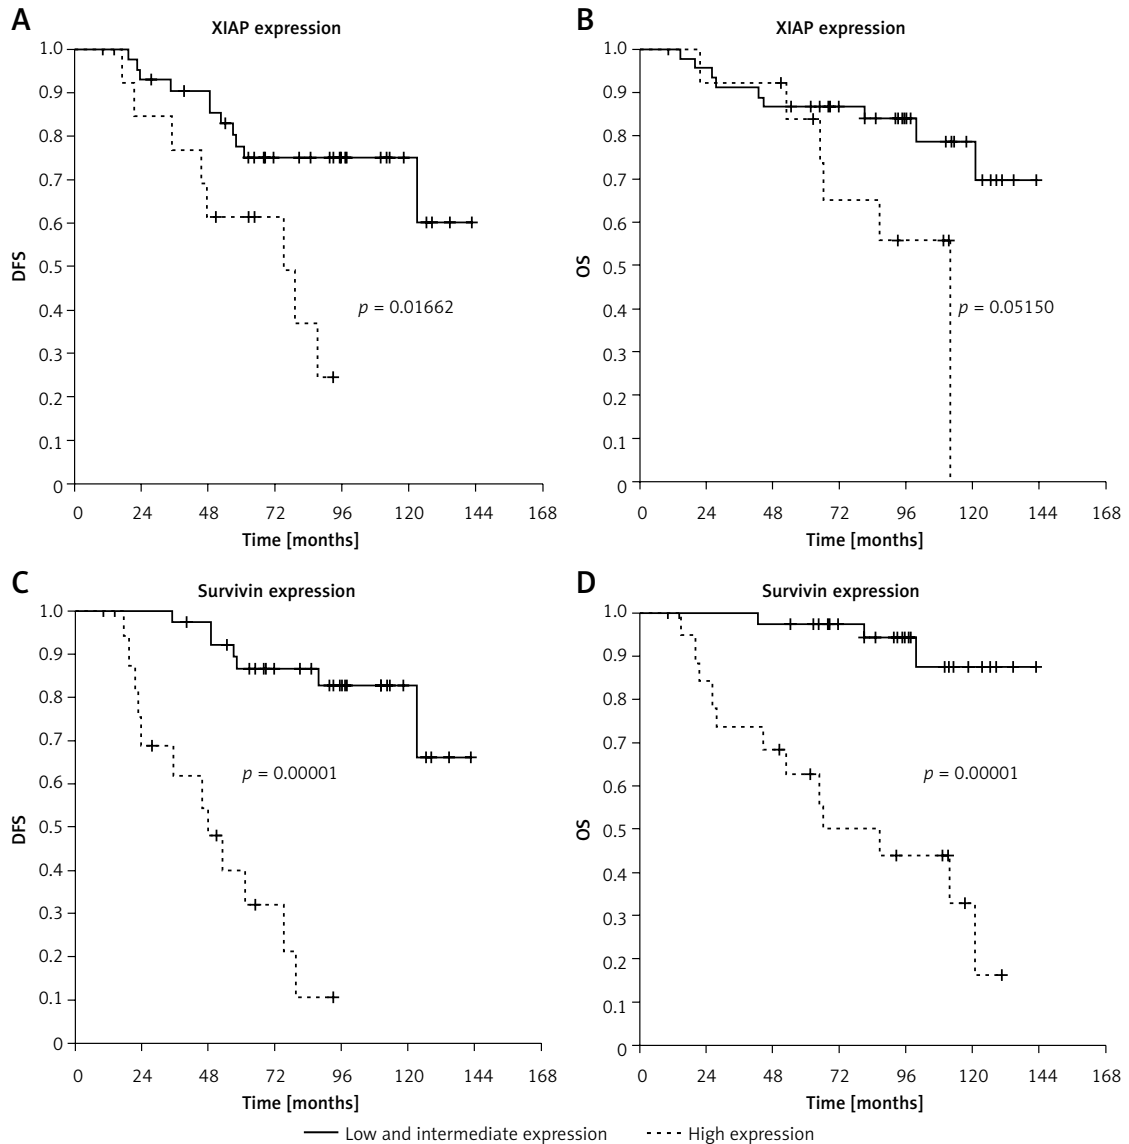 A
XIAP expression
1.0
0.9
0.8
0.7
0.6
0.5
0.4
0.3
0.2
0.1
0
DFS
p = 0.01662
0 24 48 72 96 120 144 168
Time [months]
B
XIAP expression
1.0
0.9
0.8
0.7
0.6
0.5
0.4
0.3
0.2
0.1
0
OS
p = 0.05150
0 24 48 72 96 120 144 168
Time [months]
C
Survivin expression
1.0
0.9
0.8
0.7
0.6
0.5
0.4
0.3
0.2
0.1
0
DFS
p = 0.00001
0 24 48 72 96 120 144 168
Time [months]
D
Survivin expression
1.0
0.9
0.8
0.7
0.6
0.5
0.4
0.3
0.2
0.1
0
OS
p = 0.00001
0 24 48 72 96 120 144 168
Time [months]
Low and intermediate expression High expression